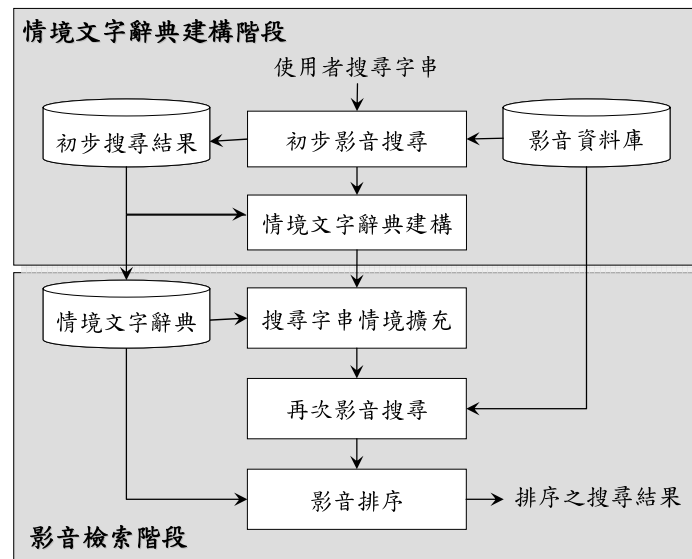 情境文字辭典建構階段
使用者搜尋字串
初步搜尋結果
初步影音搜尋
影音資料庫
情境文字辭典建構
情境文字辭典
搜尋字串情境擴充
再次影音搜尋
影音排序
排序之搜尋結果
影音檢索階段